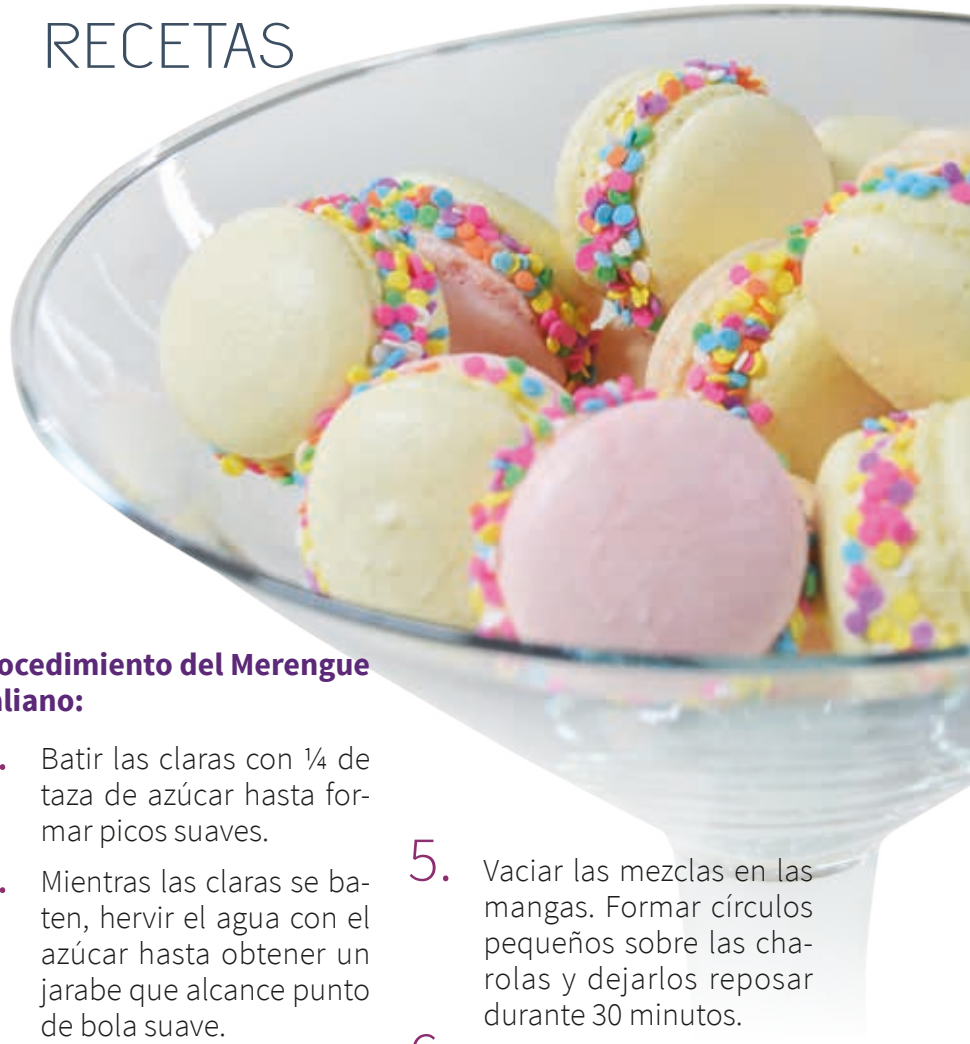 RECETAS
ocedimiento del Merengue
aliano:
. Batir las claras con ¼ de
taza de azúcar hasta for-
mar picos suaves.
. Mientras las claras se ba-
ten, hervir el agua con el
azúcar hasta obtener un
jarabe que alcance punto
de bola suave.
5. Vaciar las mezclas en las
mangas. Formar círculos
pequeños sobre las cha-
rolas y dejarlos reposar
durante 30 minutos.